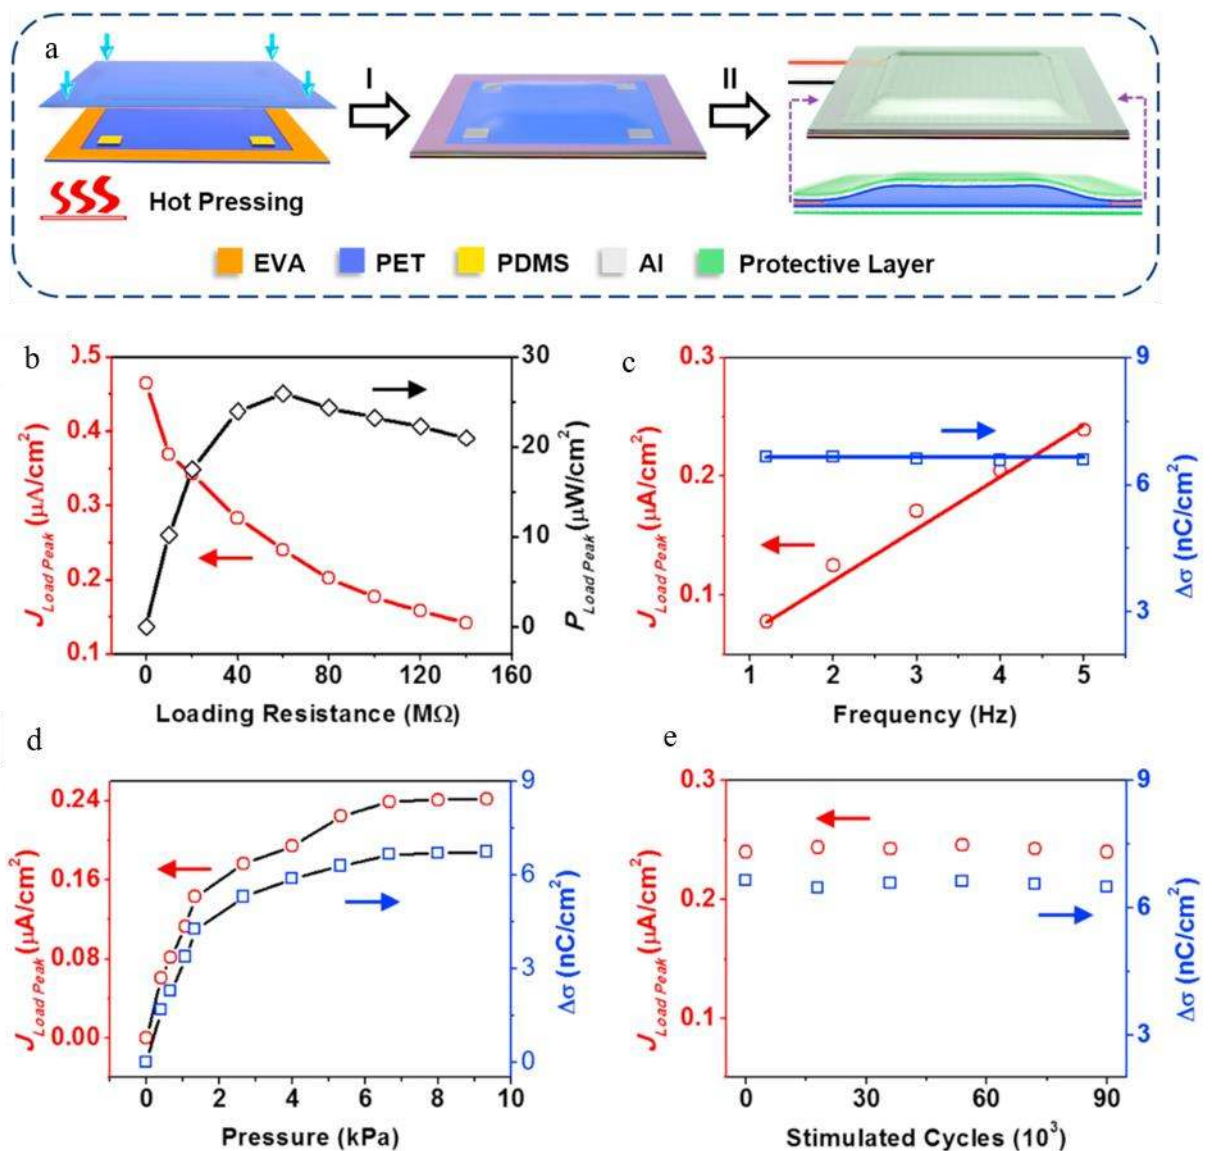 a
I
II
Hot Pressing
EVA PET PDMS Al Protective Layer
b
0.5
0.4
0.3
0.2
0.1
J Load Peak (μA/cm²)
30
20
10
0
P Load Peak (μW/cm²)
0 40 80 120 160
Loading Resistance (MΩ)
c
0.3
0.2
0.1
J Load Peak (μA/cm²)
9
6
3
Δσ (nC/cm²)
1 2 3 4 5
Frequency (Hz)
d
0.24
0.16
0.08
0.00
J Load Peak (μA/cm²)
9
6
3
0
Δσ (nC/cm²)
0 2 4 6 8 10
Pressure (kPa)
e
0.3
0.2
0.1
J Load Peak (μA/cm²)
9
6
3
Δσ (nC/cm²)
0 30 60 90
Stimulated Cycles (10³)